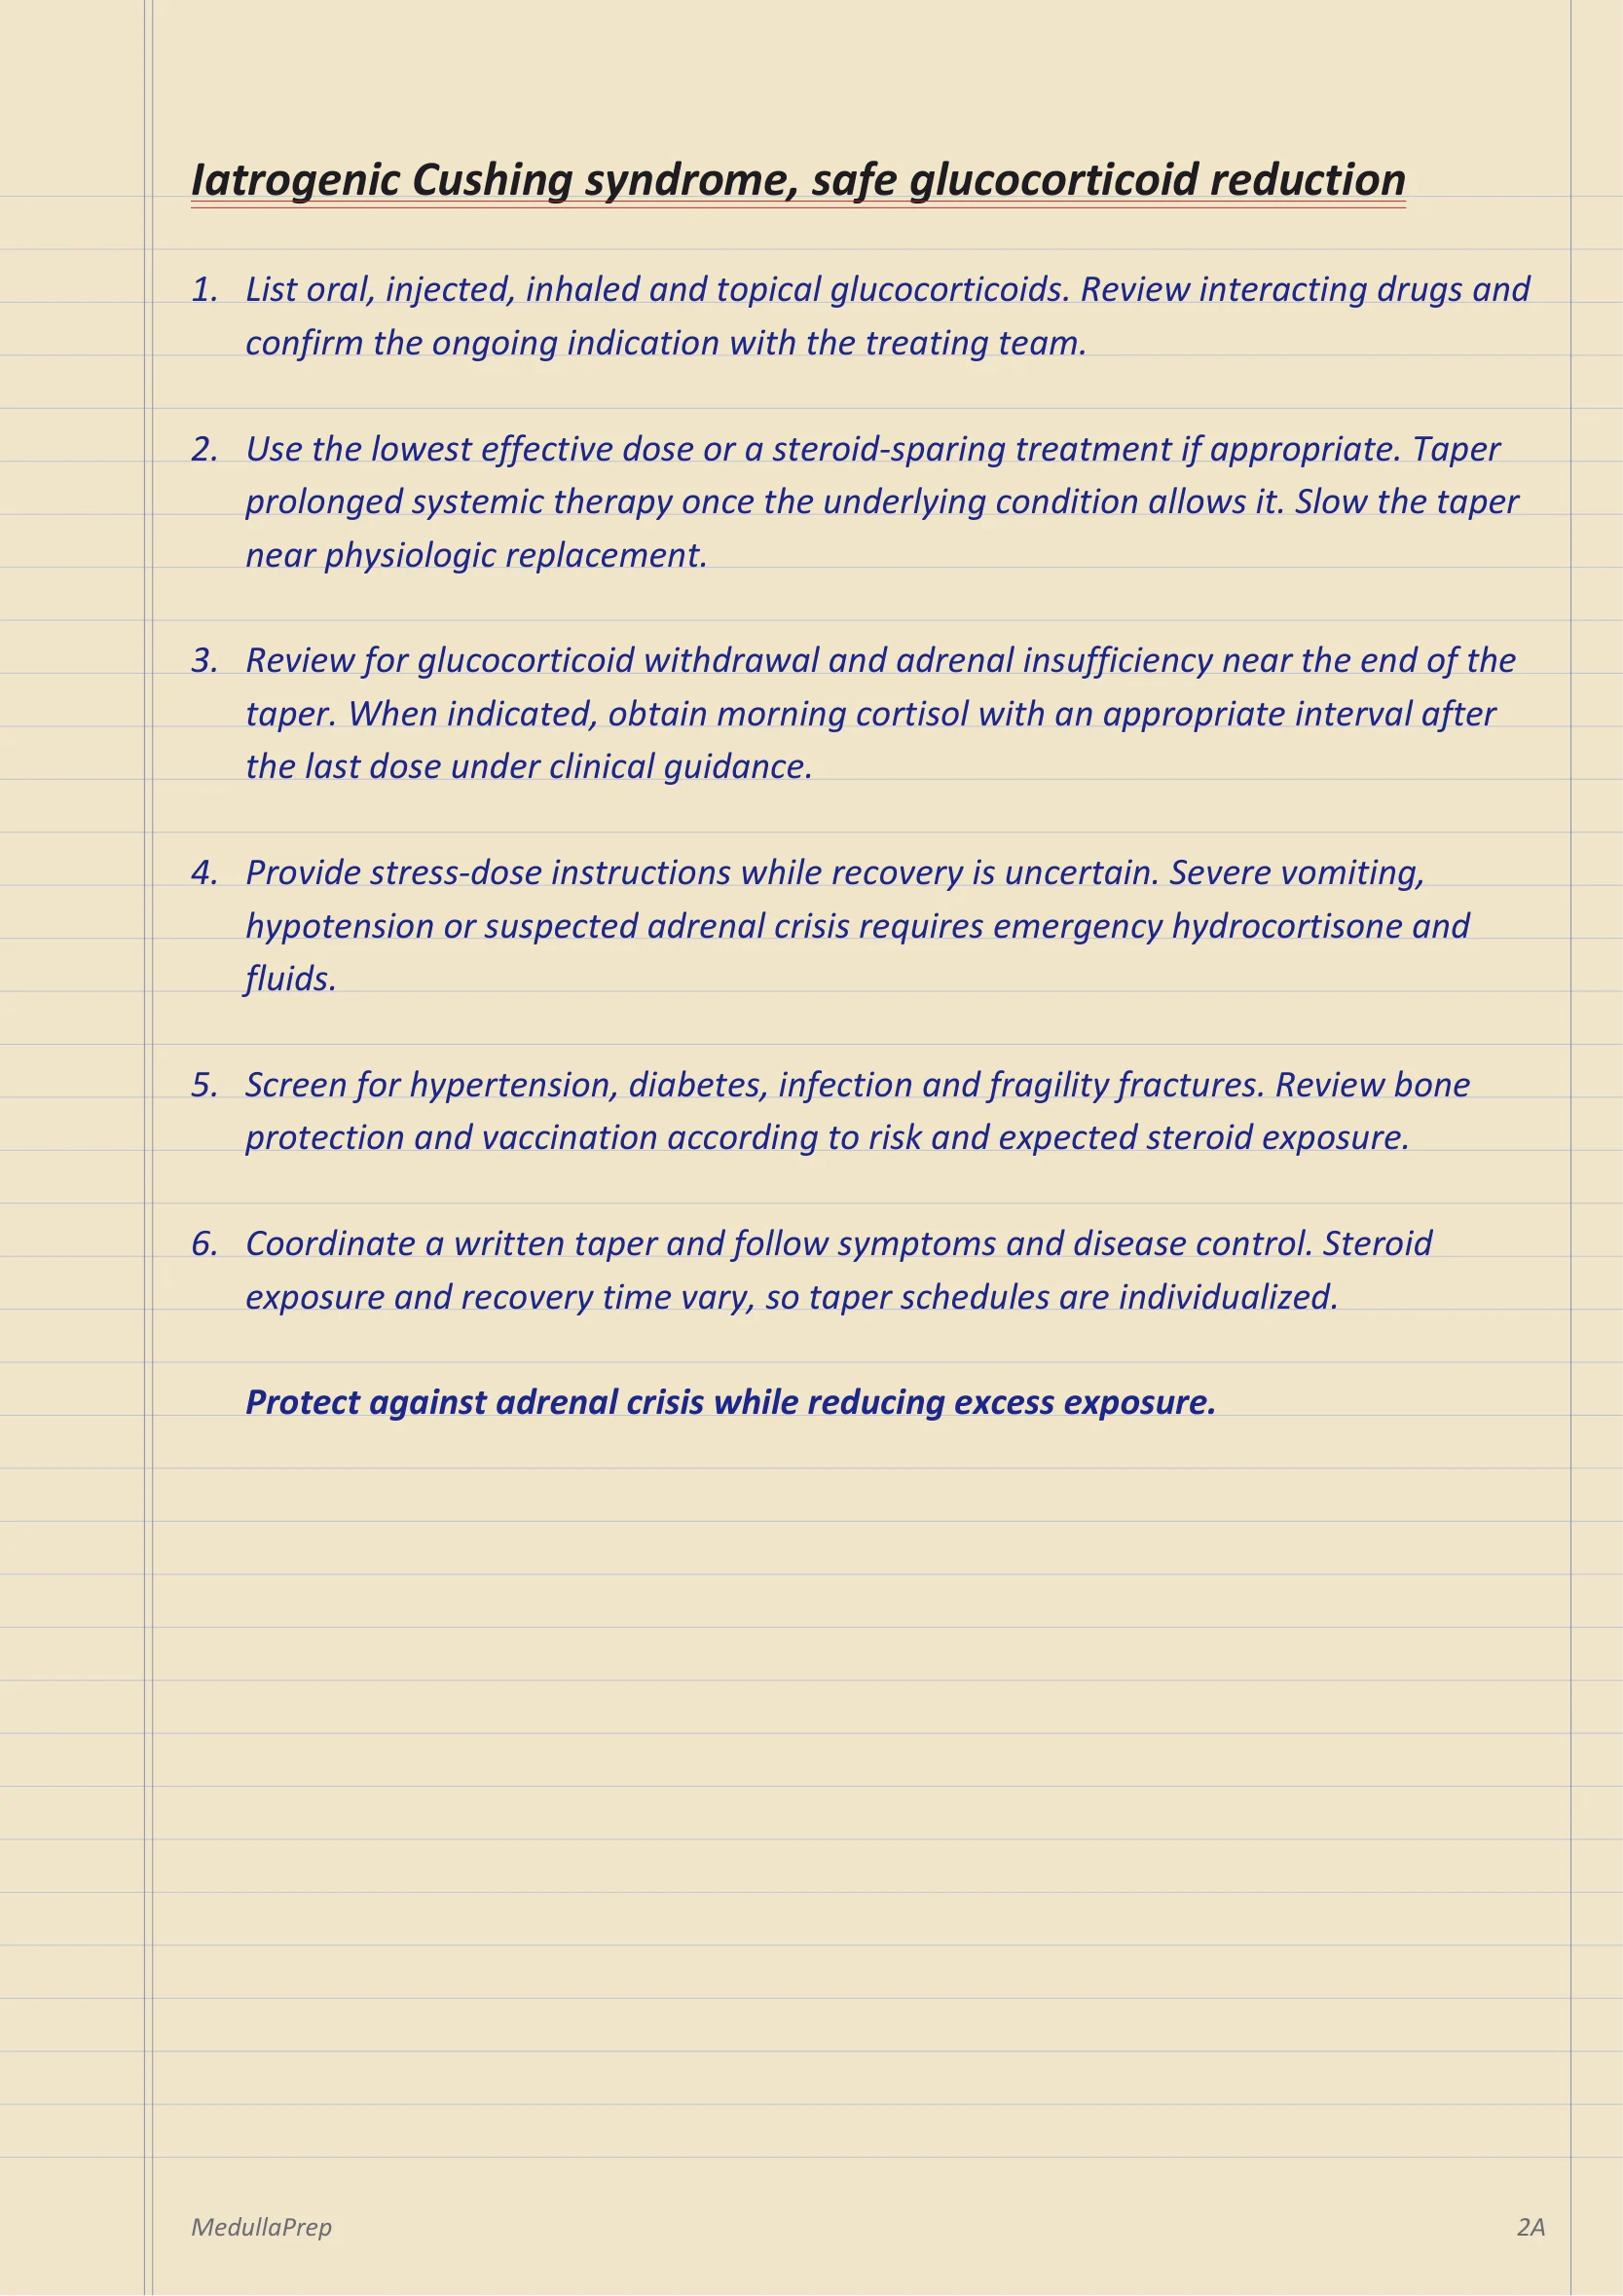 Iatrogenic Cushing syndrome, safe glucocorticoid reduction
1. List oral, injected, inhaled and topical glucocorticoids. Review interacting drugs and
confirm the ongoing indication with the treating team.
2. Use the lowest effective dose or a steroid-sparing treatment if appropriate. Taper
prolonged systemic therapy once the underlying condition allows it. Slow the taper
near physiologic replacement.
3. Review for glucocorticoid withdrawal and adrenal insufficiency near the end of the
taper. When indicated, obtain morning cortisol with an appropriate interval after
the last dose under clinical guidance.
4. Provide stress-dose instructions while recovery is uncertain. Severe vomiting,
hypotension or suspected adrenal crisis requires emergency hydrocortisone and
fluids.
5. Screen for hypertension, diabetes, infection and fragility fractures. Review bone
protection and vaccination according to risk and expected steroid exposure.
6. Coordinate a written taper and follow symptoms and disease control. Steroid
exposure and recovery time vary, so taper schedules are individualized.
Protect against adrenal crisis while reducing excess exposure.
MedullaPrep
2A